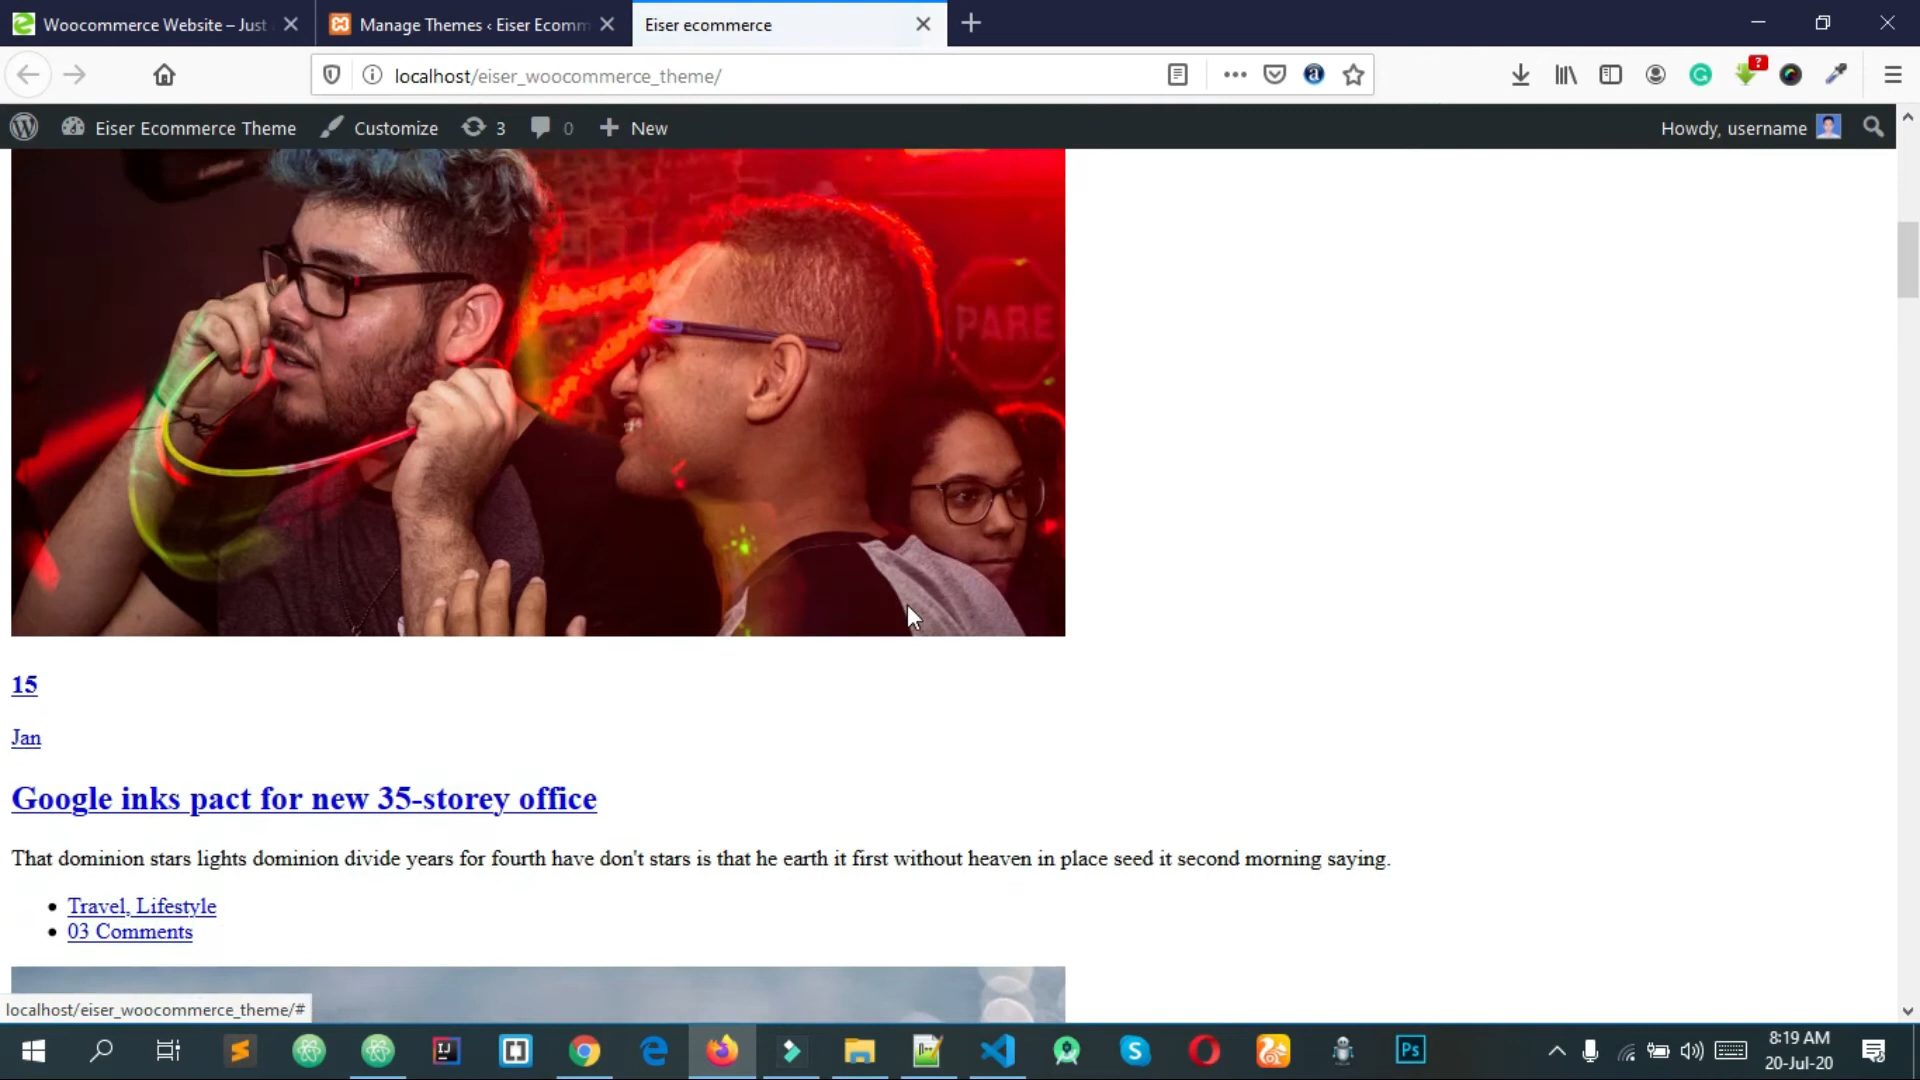 Woocommerce Website – Just
Manage Themes ‹ Eiser Ecomm
Eiser ecommerce
localhost/eiser_woocommerce_theme/
Eiser Ecommerce Theme
Customize
3
0
New
Howdy, username
PARE
15
Jan
Google inks pact for new 35-storey office
That dominion stars lights dominion divide years for fourth have don't stars is that he earth it first without heaven in place seed it second morning saying.
Travel, Lifestyle
03 Comments
localhost/eiser_woocommerce_theme/#
8:19 AM
20-Jul-20